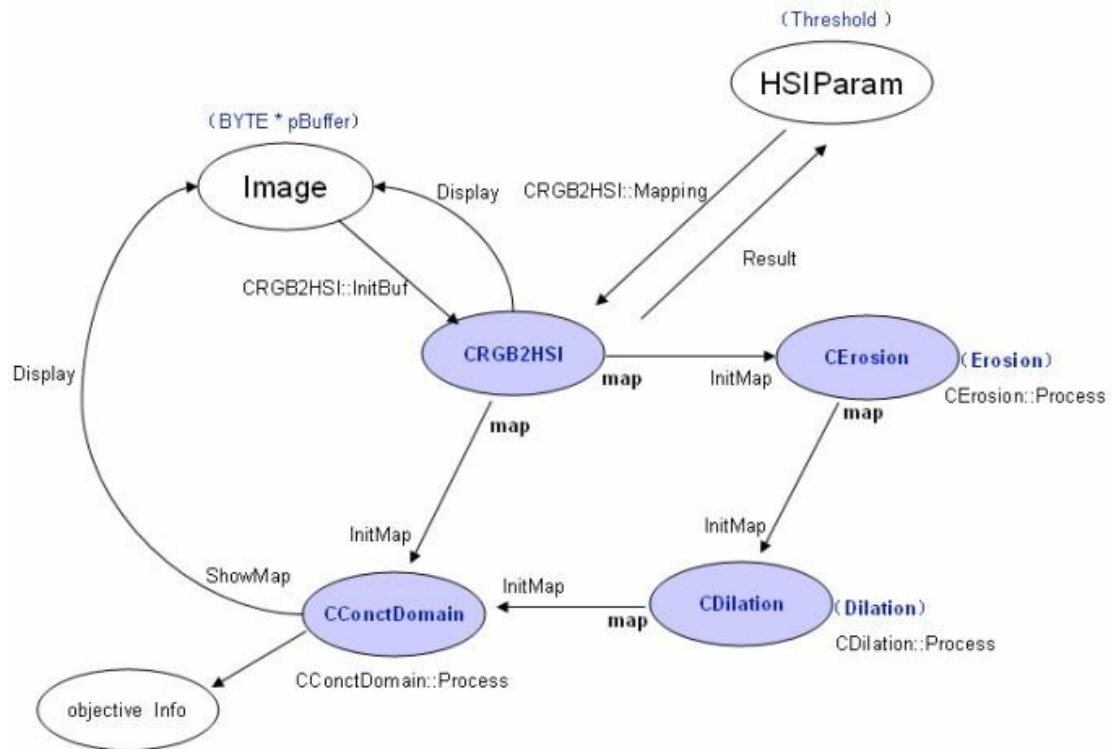 （Threshold ）
HSIParam
（BYTE * pBuffer）
Image
Display
CRGB2HSI::Mapping
Result
CRGB2HSI::InitBuf
CRGB2HSI
map
InitMap
CErosion
（Erosion）
CErosion::Process
map
Display
map
InitMap
InitMap
ShowMap
InitMap
CConctDomain
CConctDomain::Process
map
CDilation
（Dilation）
CDilation::Process
objective Info